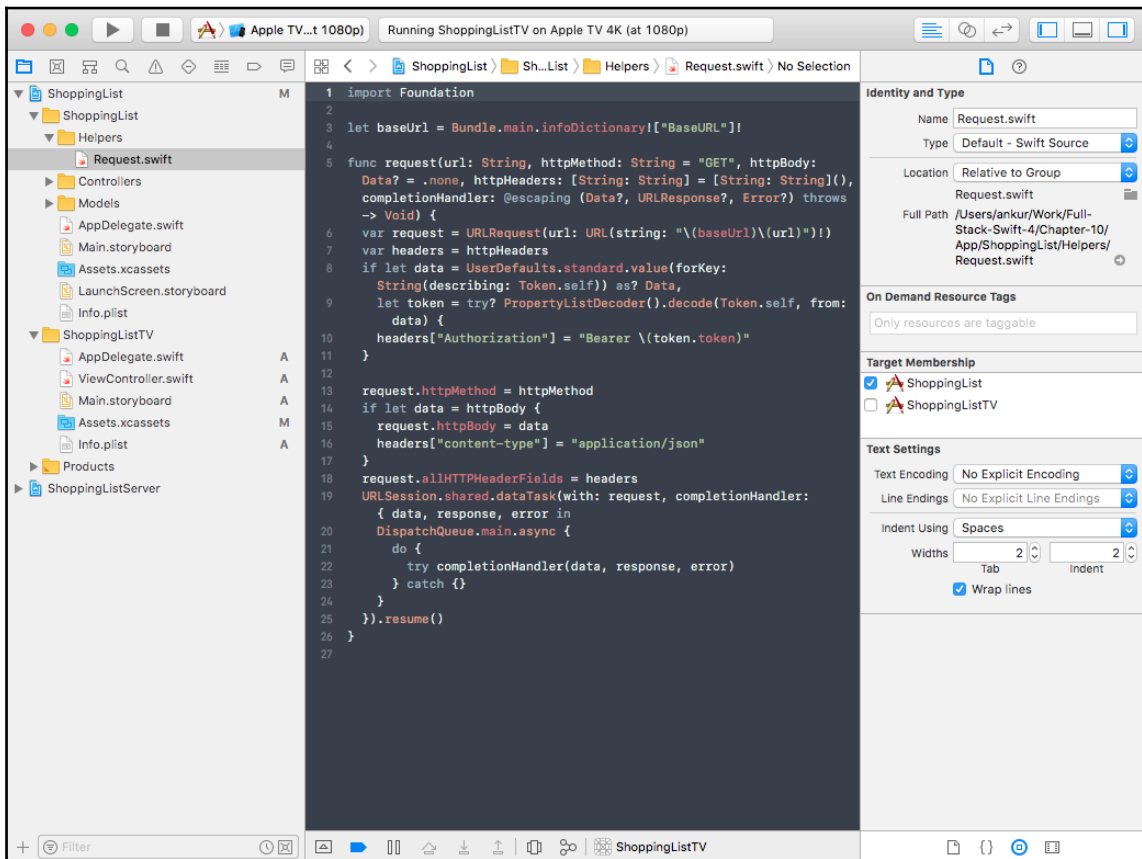 Apple TV...t 1080p)
Running ShoppingListTV on Apple TV 4K (at 1080p)
ShoppingList
Sh...List
Helpers
Request.swift
No Selection
ShoppingList M
ShoppingList
Helpers
Request.swift
Controllers
Models
AppDelegate.swift
Main.storyboard
Assets.xcassets
LaunchScreen.storyboard
Info.plist
ShoppingListTV
AppDelegate.swift A
ViewController.swift A
Main.storyboard A
Assets.xcassets M
Info.plist A
Products
ShoppingListServer
Filter
1 import Foundation
2
3 let baseUrl = Bundle.main.infoDictionary!["BaseURL"]!
4
5 func request(url: String, httpMethod: String = "GET", httpBody:
Data? = .none, httpHeaders: [String: String] = [String: String](),
completionHandler: @escaping (Data?, URLResponse?, Error?) throws
-> Void) {
6 var request = URLRequest(url: URL(string: "\(baseUrl)\(url)")!)
7 var headers = httpHeaders
8 if let data = UserDefaults.standard.value(forKey:
String(describing: Token.self)) as? Data,
9 let token = try? PropertyListDecoder().decode(Token.self, from:
data) {
10 headers["Authorization"] = "Bearer \(token.token)"
11 }
12
13 request.httpMethod = httpMethod
14 if let data = httpBody {
15 request.httpBody = data
16 headers["content-type"] = "application/json"
17 }
18 request.allHTTPHeaderFields = headers
19 URLSession.shared.dataTask(with: request, completionHandler:
{ data, response, error in
20 DispatchQueue.main.async {
21 do {
22 try completionHandler(data, response, error)
23 } catch {}
24 }
25 }).resume()
26 }
27
ShoppingListTV
Identity and Type
Name Request.swift
Type Default - Swift Source
Location Relative to Group
Request.swift
Full Path /Users/ankur/Work/Full-
Stack-Swift-4/Chapter-10/
App/ShoppingList/Helpers/
Request.swift
On Demand Resource Tags
Only resources are taggable
Target Membership
ShoppingList
ShoppingListTV
Text Settings
Text Encoding No Explicit Encoding
Line Endings No Explicit Line Endings
Indent Using Spaces
Widths 2 2
Tab Indent
Wrap lines